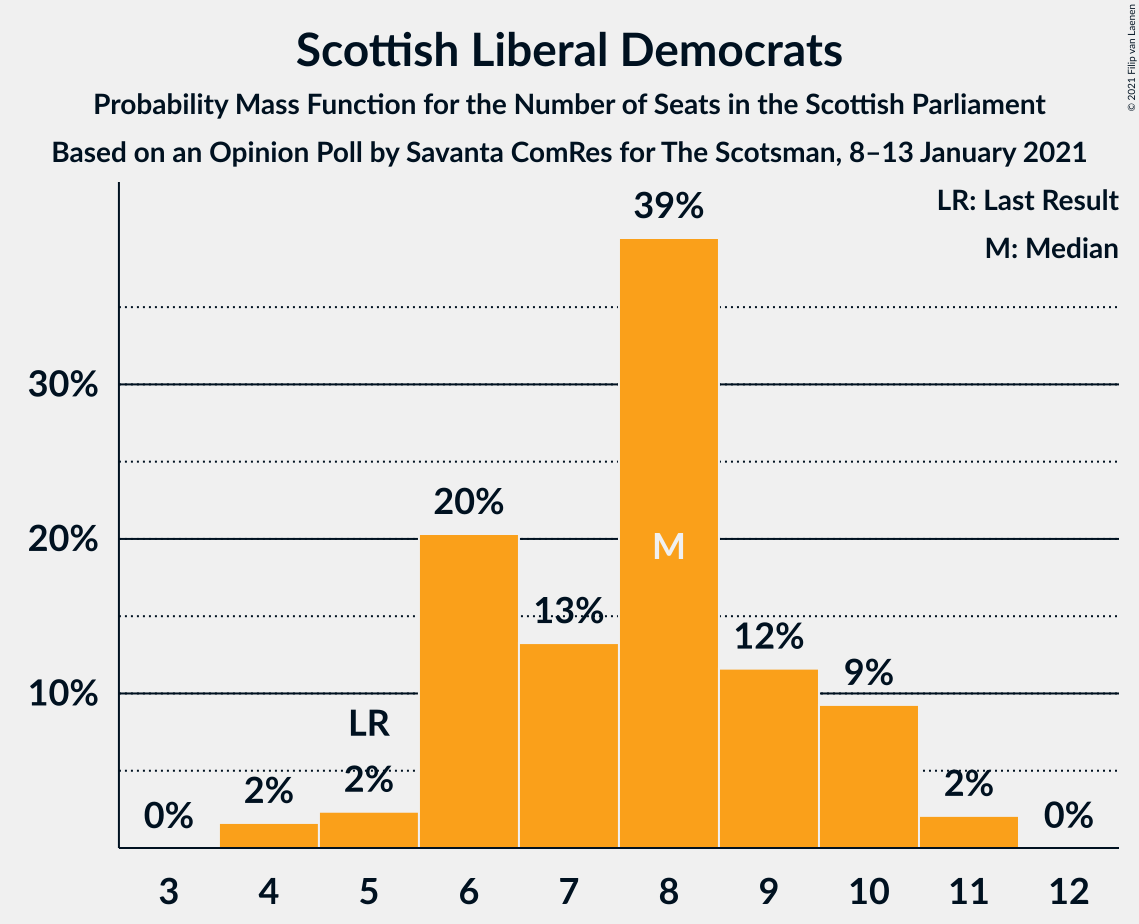 Scottish Liberal Democrats
Probability Mass Function for the Number of Seats in the Scottish Parliament
Based on an Opinion Poll by Savanta ComRes for The Scotsman, 8–13 January 2021
© 2021 Filip van Laenen
LR: Last Result
M: Median
39%
30%
20%
20%
M
13%
12%
10%
9%
LR
2%
2%
2%
0%
0%
3 4 5 6 7 8 9 10 11 12